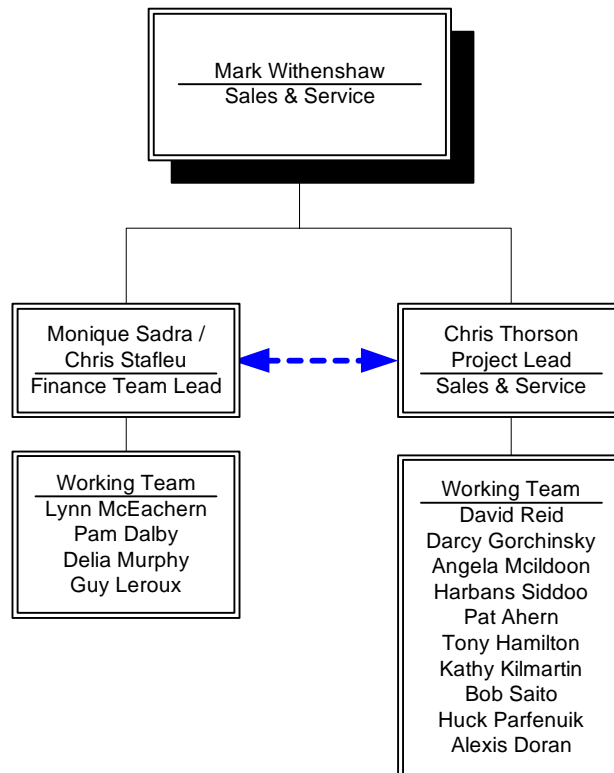 Mark Withenshaw
Sales & Service
Monique Sadra /
Chris Stafleu
Finance Team Lead
Chris Thorson
Project Lead
Sales & Service
Working Team
Lynn McEachern
Pam Dalby
Delia Murphy
Guy Leroux
Working Team
David Reid
Darcy Gorchinsky
Angela Mcildoon
Harbans Siddoo
Pat Ahern
Tony Hamilton
Kathy Kilmartin
Bob Saito
Huck Parfenuik
Alexis Doran